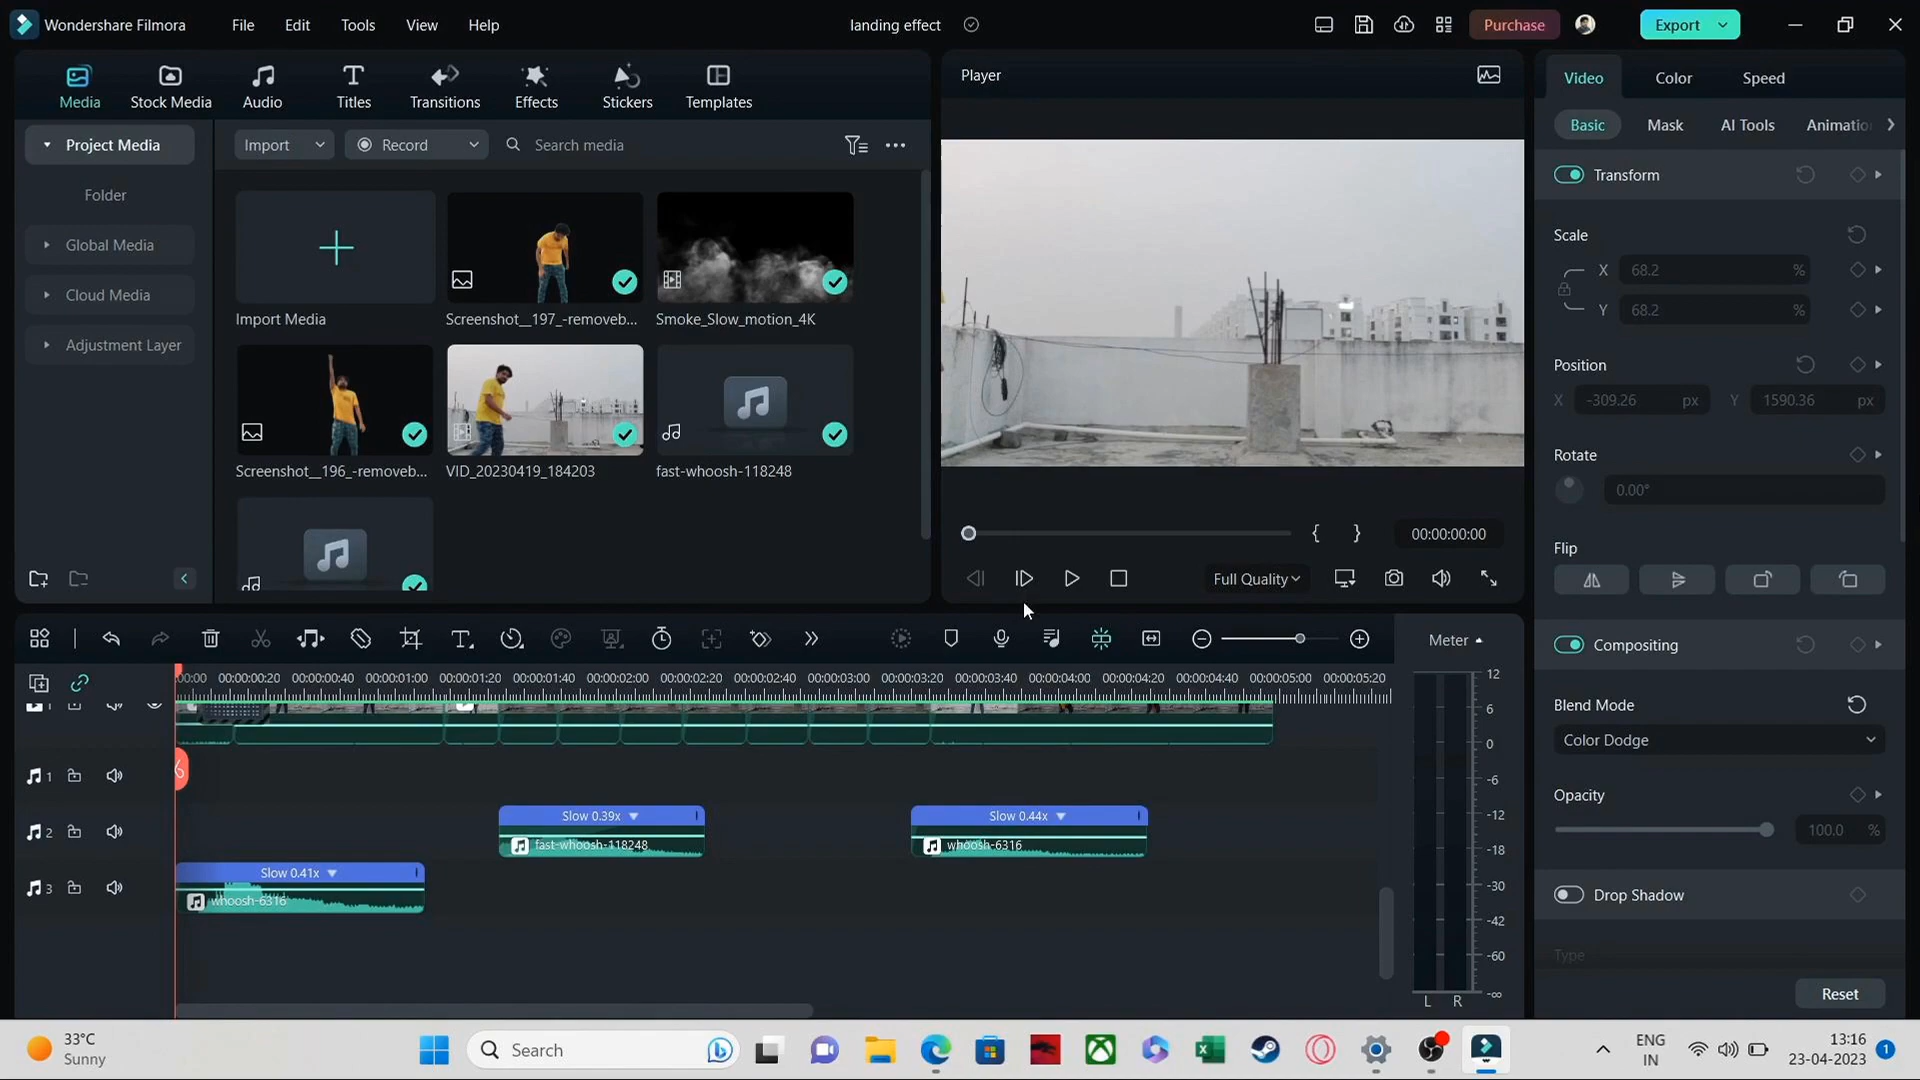 Wondershare Filmora
File
Edit
Tools
View
Help
landing effect
Purchase
Export
Media
Stock Media
Audio
Titles
Transitions
Effects
Stickers
Templates
Player
Video
Color
Speed
Project Media
Import
Record
Search media
Basic
Mask
AI Tools
Animatio
Folder
Global Media
Cloud Media
Adjustment Layer
Import Media
Screenshot__197_-removeb...
Smoke_Slow_motion_4K
Screenshot__196_-removeb...
VID_20230419_184203
fast-whoosh-118248
Transform
Scale
X
68.2
%
Y
68.2
%
Position
X
-309.26
px
Y
1590.36
px
Rotate
0.00°
Flip
{ }
00:00:00:00
Full Quality
Meter
Compositing
Blend Mode
Color Dodge
Opacity
100.0
%
Drop Shadow
Type
Reset
00:00 00:00:00:20 00:00:00:40 00:00:01:00 00:00:01:20 00:00:01:40 00:00:02:00 00:00:02:20 00:00:02:40 00:00:03:00 00:00:03:20 00:00:03:40 00:00:04:00 00:00:04:20 00:00:04:40 00:00:05:00 00:00:05:20
1
1
2
3
Slow 0.39x
fast-whoosh-118248
Slow 0.44x
whoosh-6316
Slow 0.41x
whoosh-6316
12
6
0
-6
-12
-18
-30
-42
-60
-∞
L R
33°C
Sunny
Search
ENG
IN
13:16
23-04-2023
1